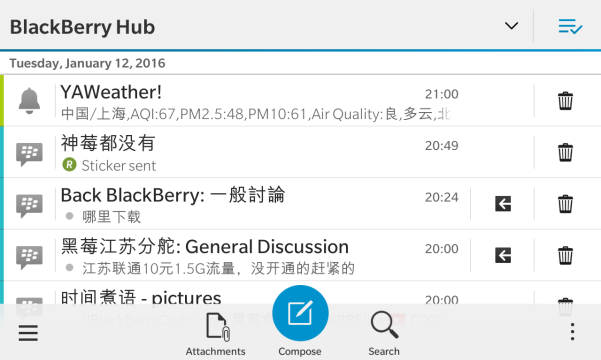 BlackBerry Hub
Tuesday, January 12, 2016
YAWeather!
21:00
中国/上海,AQI:67,PM2.5:48,PM10:61,Air Quality:良,多云,北
神莓都没有
20:49
R Sticker sent
Back BlackBerry: 一般討論
20:24
哪里下载
黑莓江苏分舵: General Discussion
20:00
江苏联通10元1.5G流量，没开通的赶紧的
时间煮语 - pictures
20:00
Attachments
Compose
Search